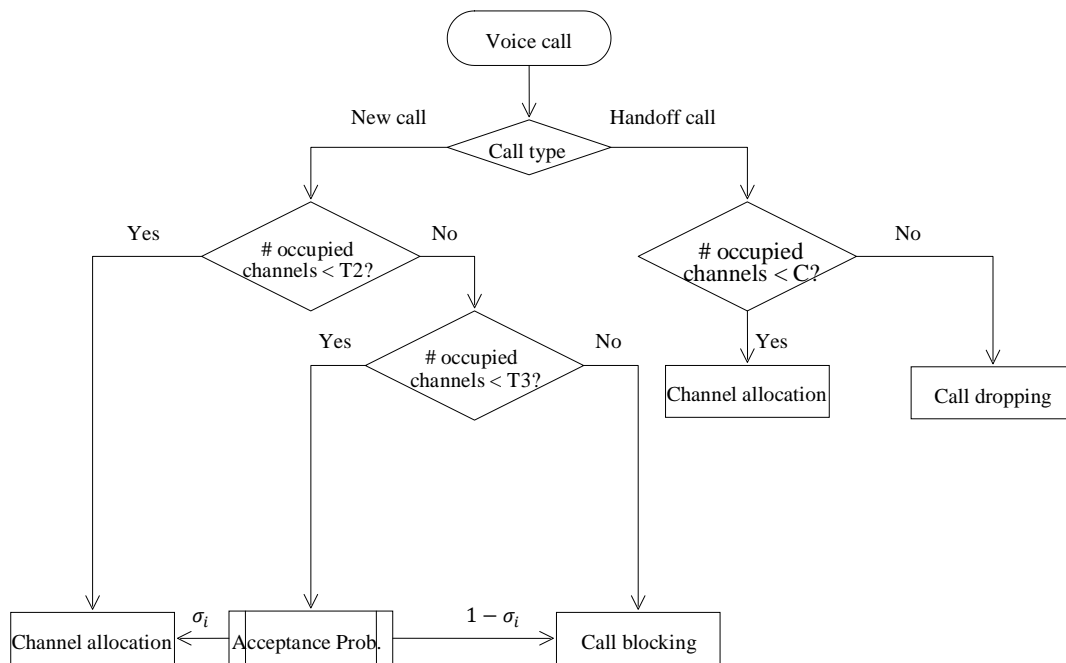 Voice call
New call
Handoff call
Call type
Yes
# occupied
channels < T2?
No
# occupied
channels < C?
No
Yes
# occupied
channels < T3?
No
Yes
Channel allocation
Call dropping
Channel allocation
σᵢ
Acceptance Prob.
1 − σᵢ
Call blocking